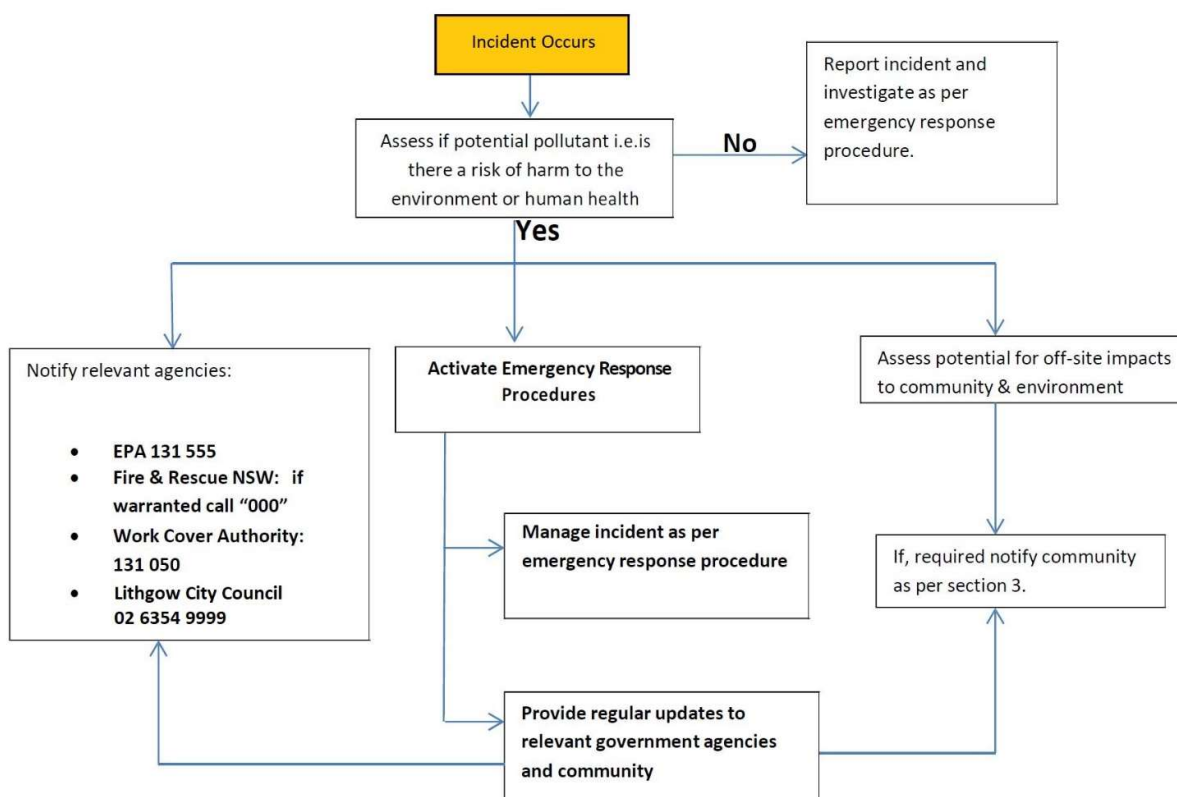 Incident Occurs
Report incident and
investigate as per
emergency response
procedure.
Assess if potential pollutant i.e.is
there a risk of harm to the
environment or human health
No
Yes
Notify relevant agencies:
• EPA 131 555
• Fire & Rescue NSW: if
warranted call “000”
• Work Cover Authority:
131 050
• Lithgow City Council
02 6354 9999
Activate Emergency Response
Procedures
Assess potential for off-site impacts
to community & environment
Manage incident as per
emergency response procedure
If, required notify community
as per section 3.
Provide regular updates to
relevant government agencies
and community